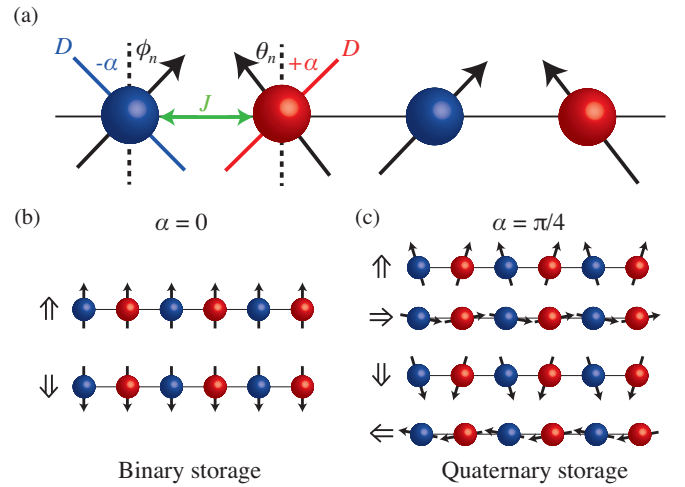 (a)
D -α ϕn θn +α D
J
(b) (c)
α = 0 α = π/4
⇑ ⇑
⇒
⇓ ⇓
⇐
Binary storage Quaternary storage